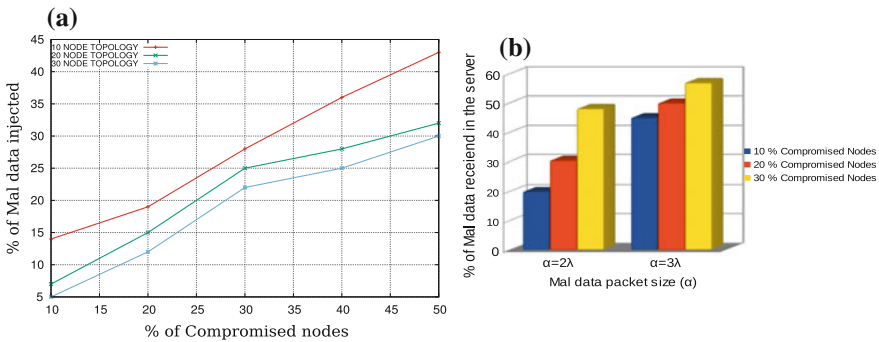 (a)
45
40
35
30
25
20
15
10
5
10 NODE TOPOLOGY
20 NODE TOPOLOGY
30 NODE TOPOLOGY
% of Mal data injected
10 15 20 25 30 35 40 45 50
% of Compromised nodes
(b)
60
50
40
30
20
10
0
% of Mal data receiend in the server
α=2λ α=3λ
Mal data packet size (α)
10 % Compromised Nodes
20 % Compromised Nodes
30 % Compromised Nodes